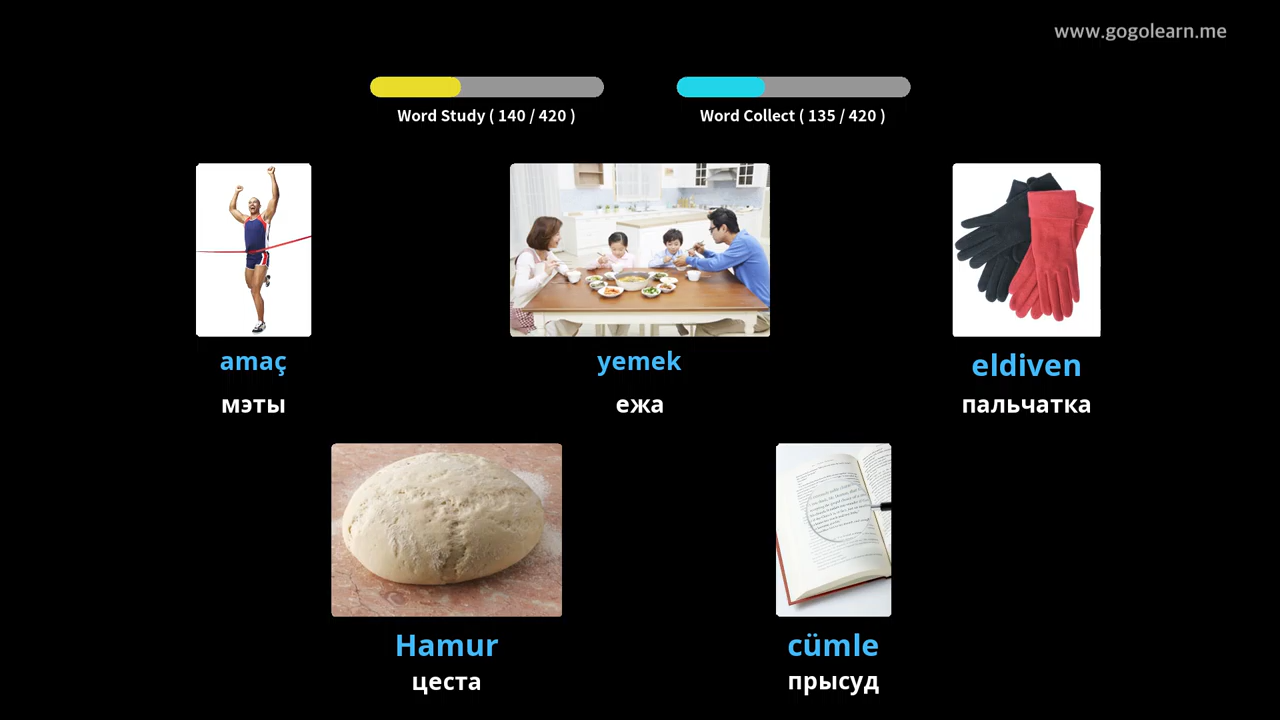 www.gogolearn.me
Word Study ( 140 / 420 )
Word Collect ( 135 / 420 )
amaç
yemek
eldiven
мэты
ежа
пальчатка
Hamur
cümle
цеста
прысуд